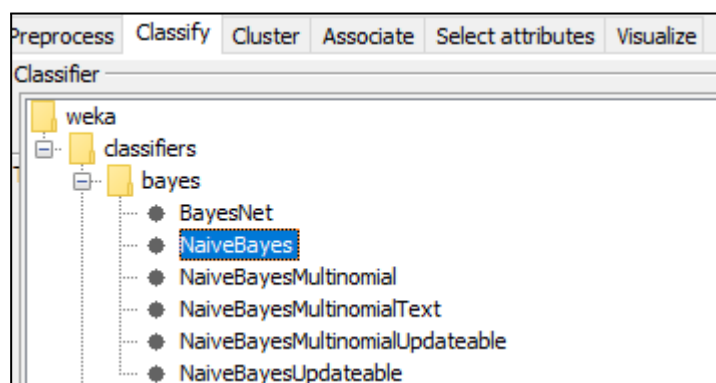 Preprocess Classify Cluster Associate Select attributes Visualize
Classifier
weka
classifiers
bayes
BayesNet
NaiveBayes
NaiveBayesMultinomial
NaiveBayesMultinomialText
NaiveBayesMultinomialUpdateable
NaiveBayesUpdateable